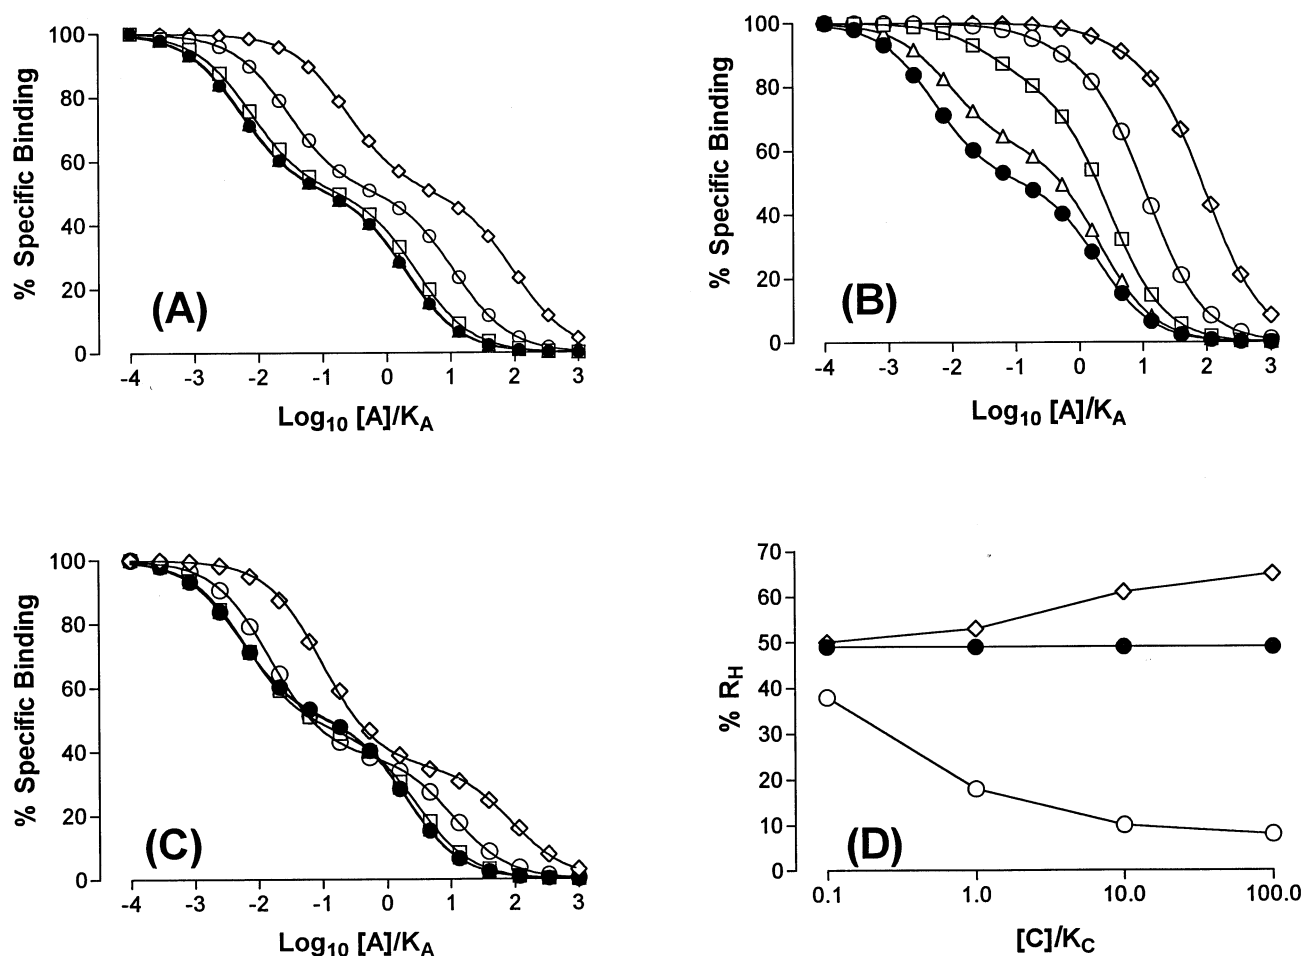 100
80
60
40
20
0
% Specific Binding
(A)
-4 -3 -2 -1 0 1 2 3
Log10 [A]/KA
100
80
60
40
20
0
% Specific Binding
(B)
-4 -3 -2 -1 0 1 2 3
Log10 [A]/KA
100
80
60
40
20
0
% Specific Binding
(C)
-4 -3 -2 -1 0 1 2 3
Log10 [A]/KA
70
60
50
40
30
20
10
0
% RH
(D)
0.1 1.0 10.0 100.0
[C]/KC